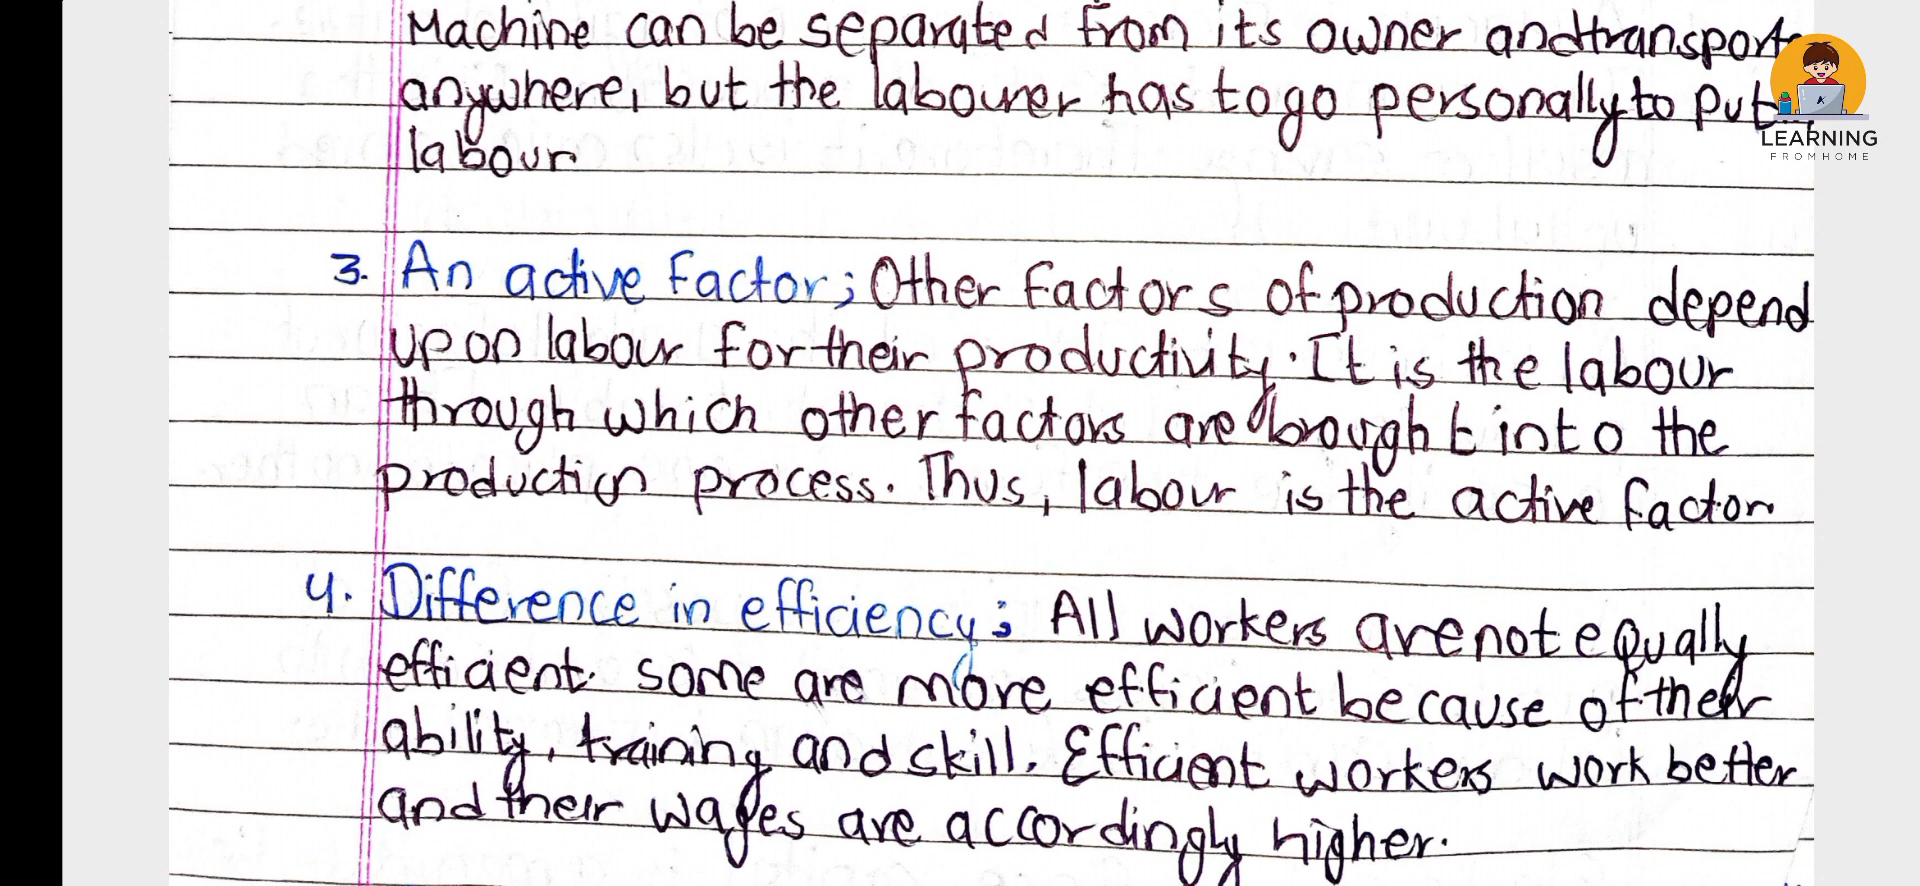 Machine can be separated from its owner and transport
anywhere, but the labourer has to go personally to put
labour
3. An active factor; Other factors of production depend
upon labour for their productivity. It is the labour
through which other factors are brought into the
production process. Thus, labour is the active factor
4. Difference in efficiency: All workers are not equally
efficient. some are more efficient because of their
ability, training and skill. Efficient workers work better
and their wages are accordingly higher.
LEARNING
FROMHOME